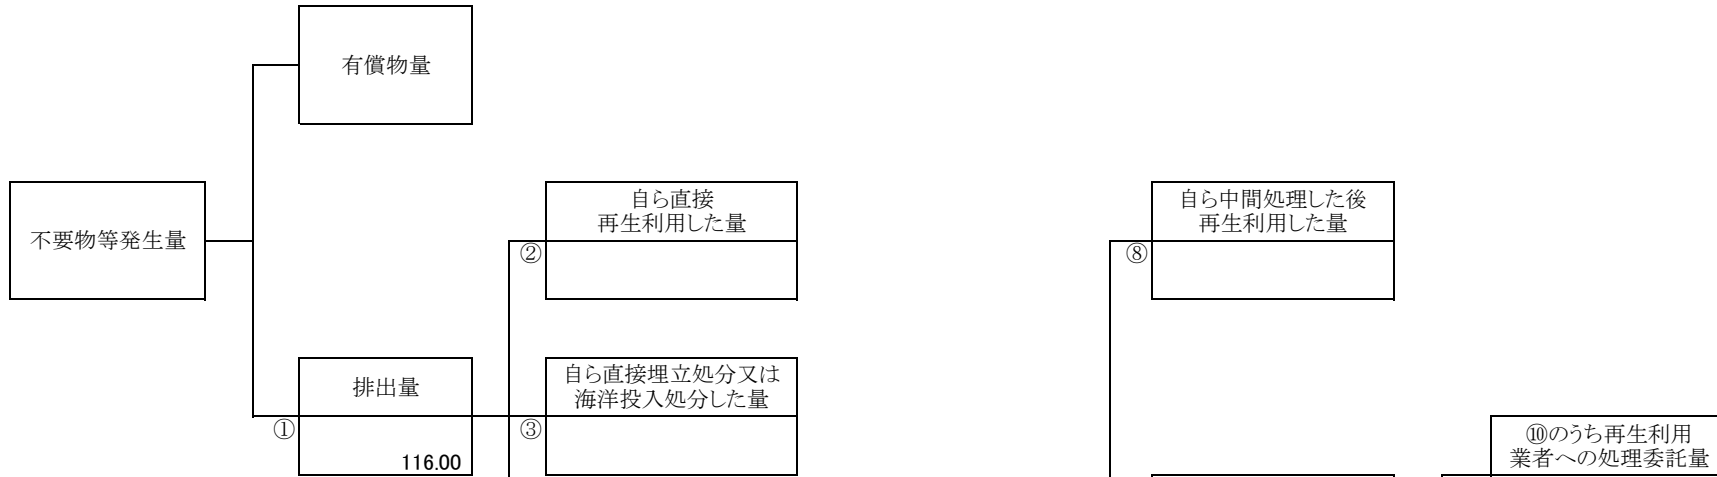 有償物量
不要物等発生量
自ら直接
再生利用した量
②
自ら中間処理した後
再生利用した量
⑧
排出量
①
116.00
自ら直接埋立処分又は
海洋投入処分した量
③
⑩のうち再生利用
業者への処理委託量